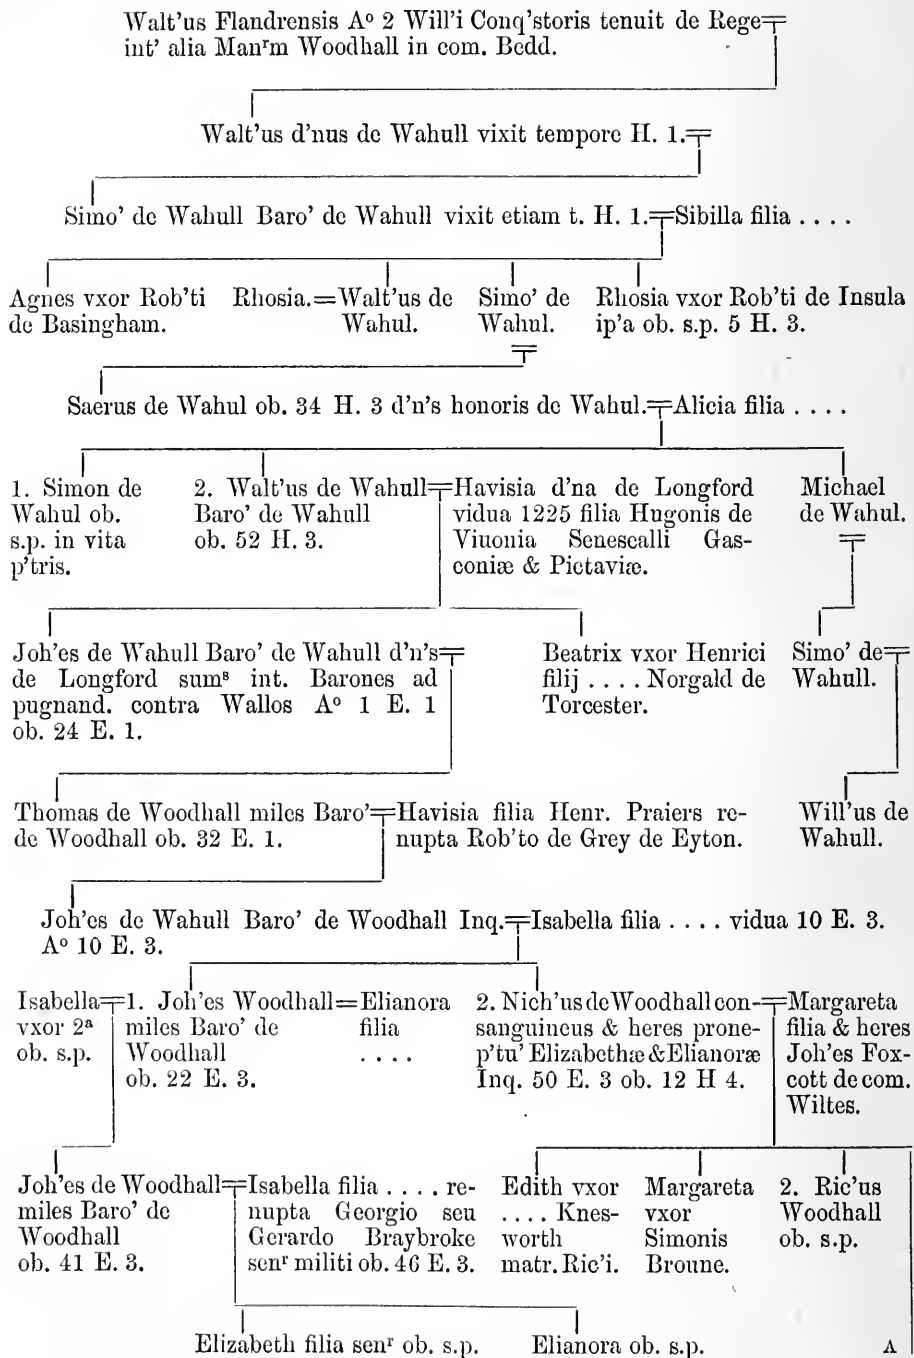 Walt'us Flandrensis Aº 2 Will'i Conq'storis tenuit de Rege
int' alia Manʳm Woodhall in com. Bedd.
Walt'us d'nus de Wahull vixit tempore H. 1.
Simo' de Wahull Baro' de Wahull vixit etiam t. H. 1.=Sibilla filia . . . .
Agnes vxor Rob'ti
de Basingham.
Rhosia.=Walt'us de
Wahul.
Simo' de
Wahul.
Rhosia vxor Rob'ti de Insula
ip'a ob. s.p. 5 H. 3.
Saerus de Wahul ob. 34 H. 3 d'n's honoris de Wahul.=Alicia filia . . . .
1. Simon de
Wahul ob.
s.p. in vita
p'tris.
2. Walt'us de Wahull=
Baro' de Wahull
ob. 52 H. 3.
Havisia d'na de Longford
vidua 1225 filia Hugonis de
Viuonia Senescalli Gas-
coniæ & Pictaviæ.
Michael
de Wahul.
Joh'es de Wahull Baro' de Wahull d'n's
de Longford sumˢ int. Barones ad
pugnand. contra Wallos Aº 1 E. 1
ob. 24 E. 1.
Beatrix vxor Henrici
filij . . . . Norgald de
Torcester.
Simo' de
Wahull.
Thomas de Woodhall miles Baro'=
de Woodhall ob. 32 E. 1.
Havisia filia Henr. Praiers re-
nupta Rob'to de Grey de Eyton.
Will'us de
Wahull.
Joh'es de Wahull Baro' de Woodhall Inq.=Isabella filia . . . . vidua 10 E. 3.
Aº 10 E. 3.
Isabella=
vxor 2ª
ob. s.p.
1. Joh'es Woodhall=
miles Baro' de
Woodhall
ob. 22 E. 3.
Elianora
filia
. . . .
2. Nich'us de Woodhall con-=
sanguineus & heres prone-
p'tu' Elizabethæ & Elianoræ
Inq. 50 E. 3 ob. 12 H 4.
Margareta
filia & heres
Joh'es Fox-
cott de com.
Wiltes.
Joh'es de Woodhall=
miles Baro' de
Woodhall
ob. 41 E. 3.
Isabella filia . . . . re-
nupta Georgio seu
Gerardo Braybroke
senʳ militi ob. 46 E. 3.
Edith vxor
. . . . Knes-
worth
matr. Ric'i.
Margareta
vxor
Simonis
Broune.
2. Ric'us
Woodhall
ob. s.p.
Elizabeth filia senʳ ob. s.p.
Elianora ob. s.p.
A